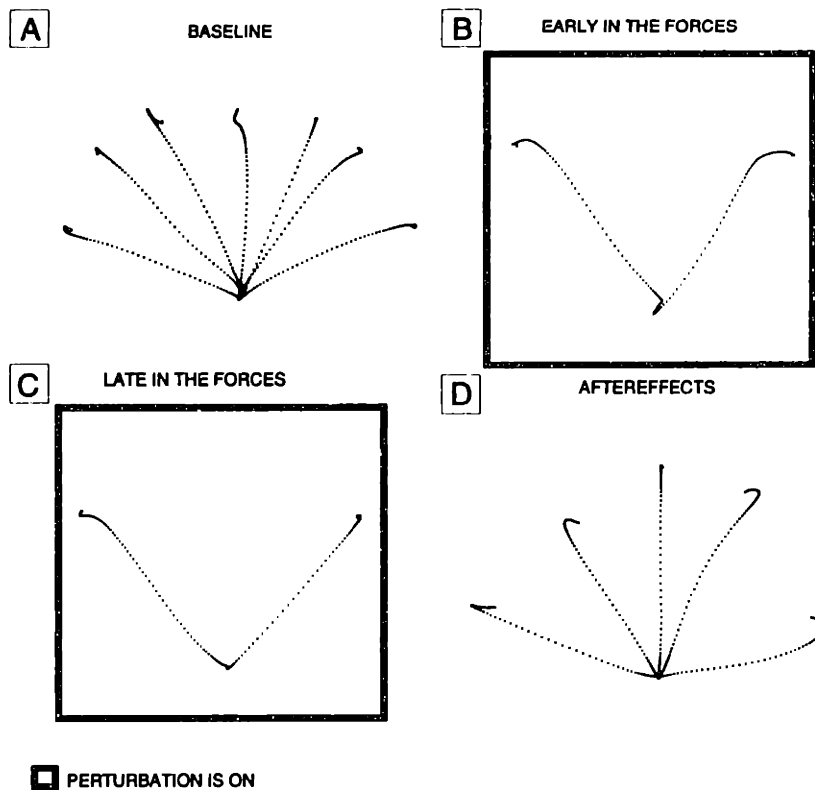 A
BASELINE
B
EARLY IN THE FORCES
C
LATE IN THE FORCES
D
AFTEREFFECTS
PERTURBATION IS ON